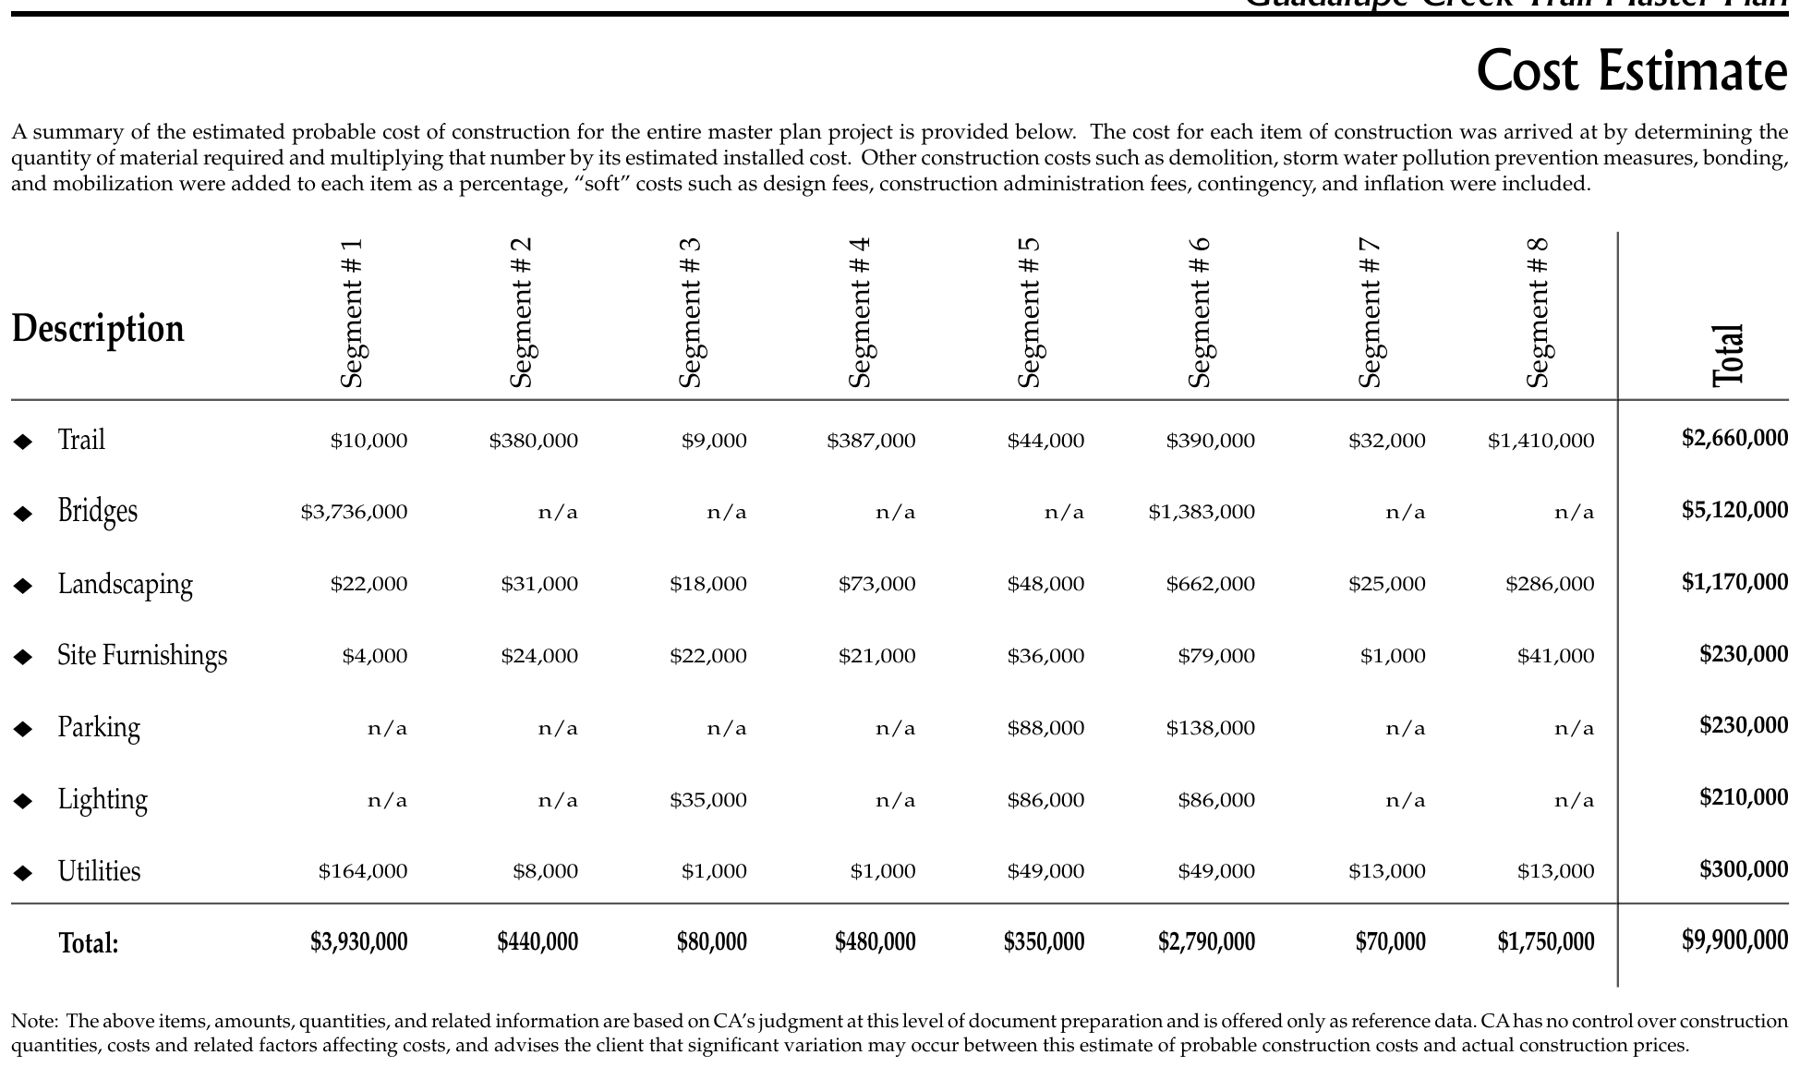 Guadalupe Creek Trail Master Plan
Cost Estimate
A summary of the estimated probable cost of construction for the entire master plan project is provided below.  The cost for each item of construction was arrived at by determining the
quantity of material required and multiplying that number by its estimated installed cost.  Other construction costs such as demolition, storm water pollution prevention measures, bonding,
and mobilization were added to each item as a percentage, “soft” costs such as design fees, construction administration fees, contingency, and inflation were included.
Description Segment # 1 Segment # 2 Segment # 3 Segment # 4 Segment # 5 Segment # 6 Segment # 7 Segment # 8 Total
◆ Trail $10,000 $380,000 $9,000 $387,000 $44,000 $390,000 $32,000 $1,410,000 $2,660,000
◆ Bridges $3,736,000 n/a n/a n/a n/a $1,383,000 n/a n/a $5,120,000
◆ Landscaping $22,000 $31,000 $18,000 $73,000 $48,000 $662,000 $25,000 $286,000 $1,170,000
◆ Site Furnishings $4,000 $24,000 $22,000 $21,000 $36,000 $79,000 $1,000 $41,000 $230,000
◆ Parking n/a n/a n/a n/a $88,000 $138,000 n/a n/a $230,000
◆ Lighting n/a n/a $35,000 n/a $86,000 $86,000 n/a n/a $210,000
◆ Utilities $164,000 $8,000 $1,000 $1,000 $49,000 $49,000 $13,000 $13,000 $300,000
Total: $3,930,000 $440,000 $80,000 $480,000 $350,000 $2,790,000 $70,000 $1,750,000 $9,900,000
Note:  The above items, amounts, quantities, and related information are based on CA’s judgment at this level of document preparation and is offered only as reference data. CA has no control over construction
quantities, costs and related factors affecting costs, and advises the client that significant variation may occur between this estimate of probable construction costs and actual construction prices.